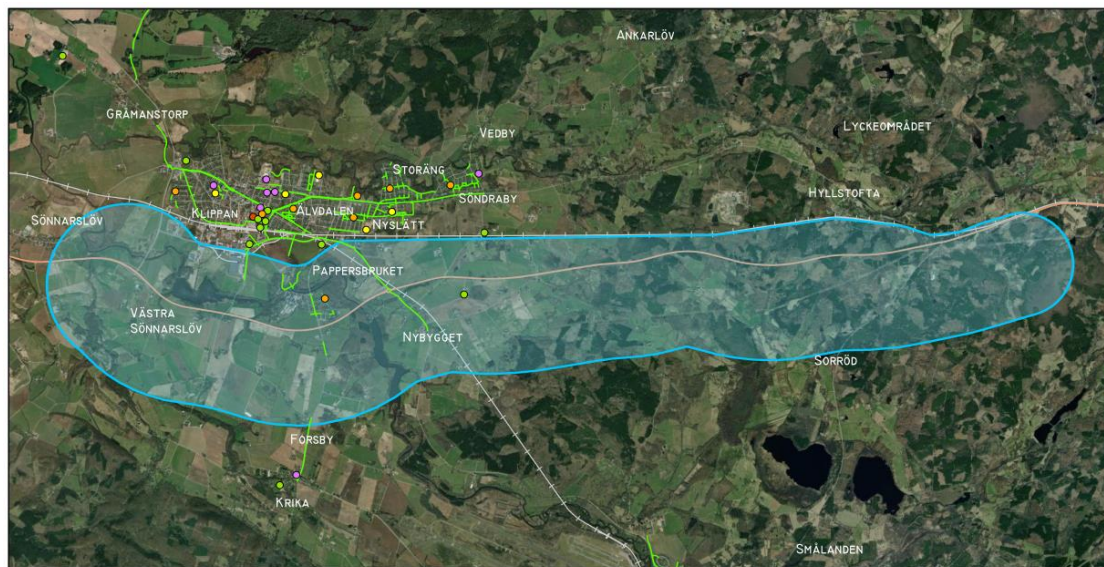 Ankarlöv
Gråmanstorp
Lyckeområdet
Vedby
Storäng
Hyllstofta
Söndraby
Sönnarslöv
Klippan
Älvdalen
Nyslätt
Pappersbruket
Västra
Sönnarslöv
Nybygget
Sorröd
Forsby
Krika
Smålanden